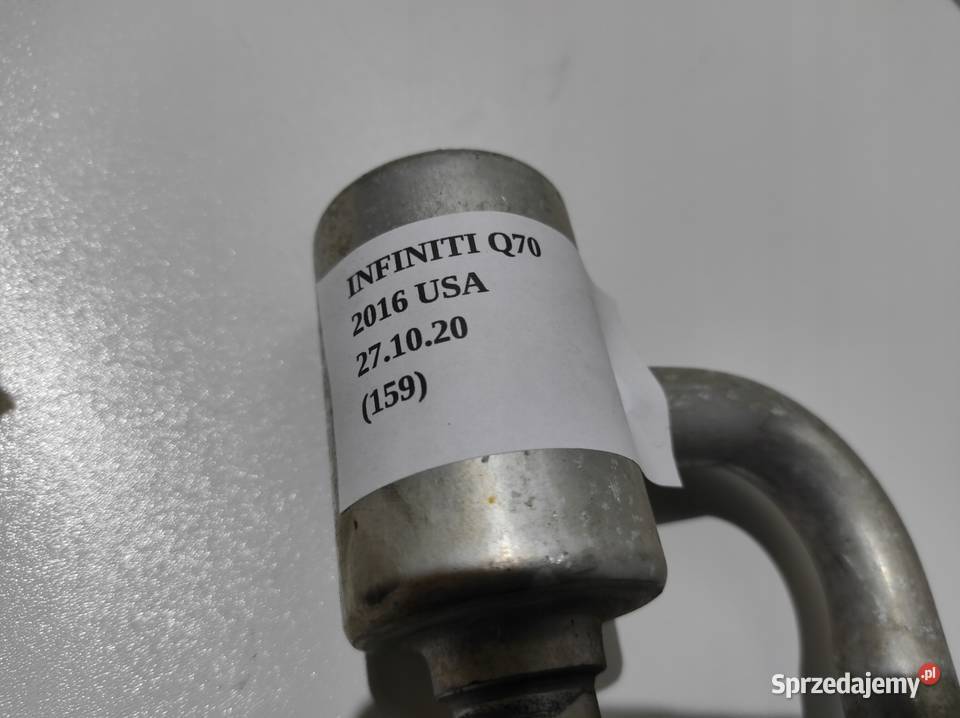 INFINITI Q70
2016 USA
27.10.20
(159)
Sprzedajemy.pl